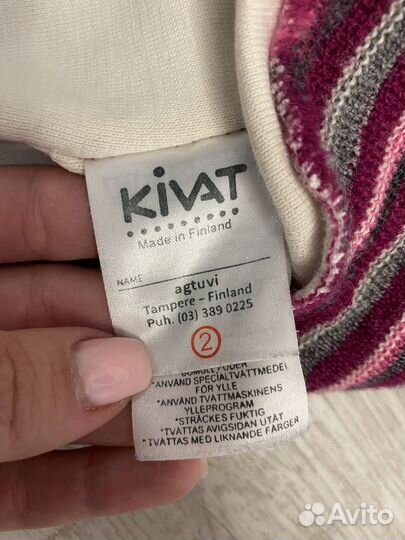 KIVAT
Made in Finland
NAME
agtuvi
Tampere – Finland
Puh. (03) 389 0225
2
BOMULL/ODER
*ANVÄND SPECIALTVÄTTMEDEL
FÖR YLLE
*ANVÄND TVÄTTMASKINENS
YLLEPROGRAM
*STRÄCKES FUKTIG
*TVÄTTAS AVIGSIDAN UTÅT
*TVÄTTAS MED LIKNANDE FÄRGER
Avito